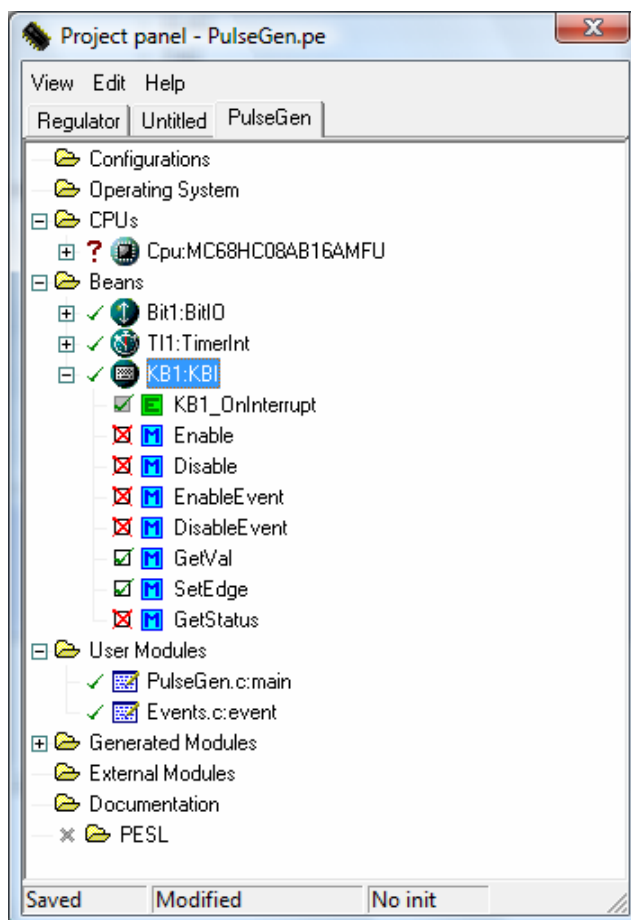 Project panel - PulseGen.pe
View Edit Help
Regulator Untitled PulseGen
Configurations
Operating System
CPUs
? Cpu:MC68HC08AB16AMFU
Beans
Bit1:BitIO
TI1:TimerInt
KB1:KBI
E KB1_OnInterrupt
M Enable
M Disable
M EnableEvent
M DisableEvent
M GetVal
M SetEdge
M GetStatus
User Modules
PulseGen.c:main
Events.c:event
Generated Modules
External Modules
Documentation
PESL
Saved Modified No init